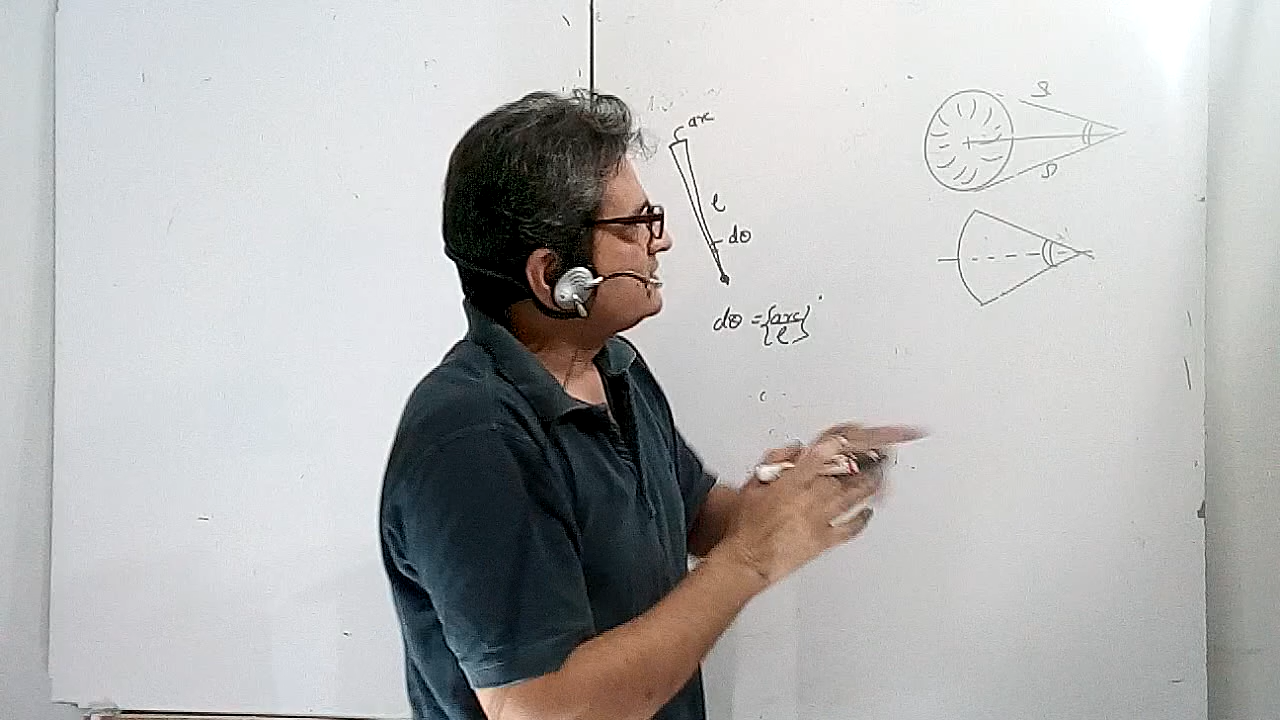 arc
l
dθ
dθ = {arc/l}